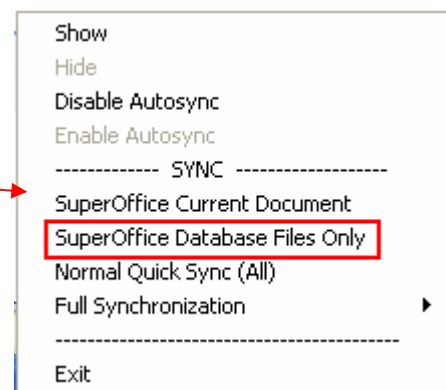 Show
Hide
Disable Autosync
Enable Autosync
------------- SYNC -------------------
SuperOffice Current Document
SuperOffice Database Files Only
Normal Quick Sync (All)
Full Synchronization
-------------------------------------------
Exit